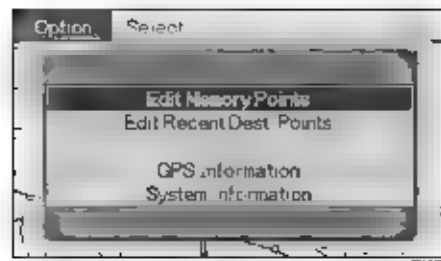 Option Select
Edit Memory Points
Edit Recent Dest. Points
GPS Information
System Information